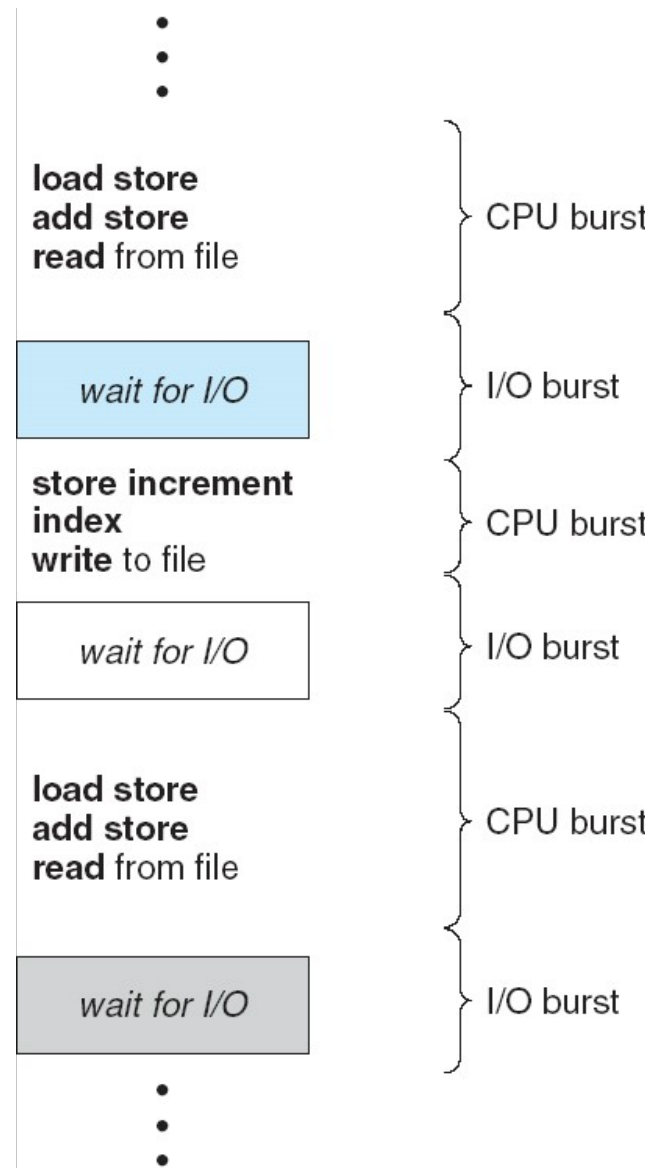 load store
add store
read from file
CPU burst
wait for I/O
I/O burst
store increment
index
write to file
CPU burst
wait for I/O
I/O burst
load store
add store
read from file
CPU burst
wait for I/O
I/O burst